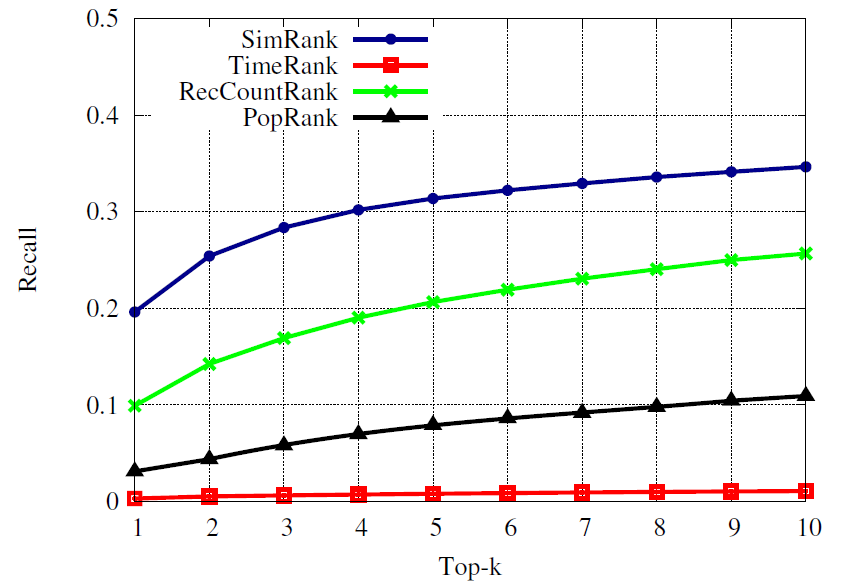 0.5
0.4
0.3
0.2
0.1
0
Recall
SimRank
TimeRank
RecCountRank
PopRank
1 2 3 4 5 6 7 8 9 10
Top-k